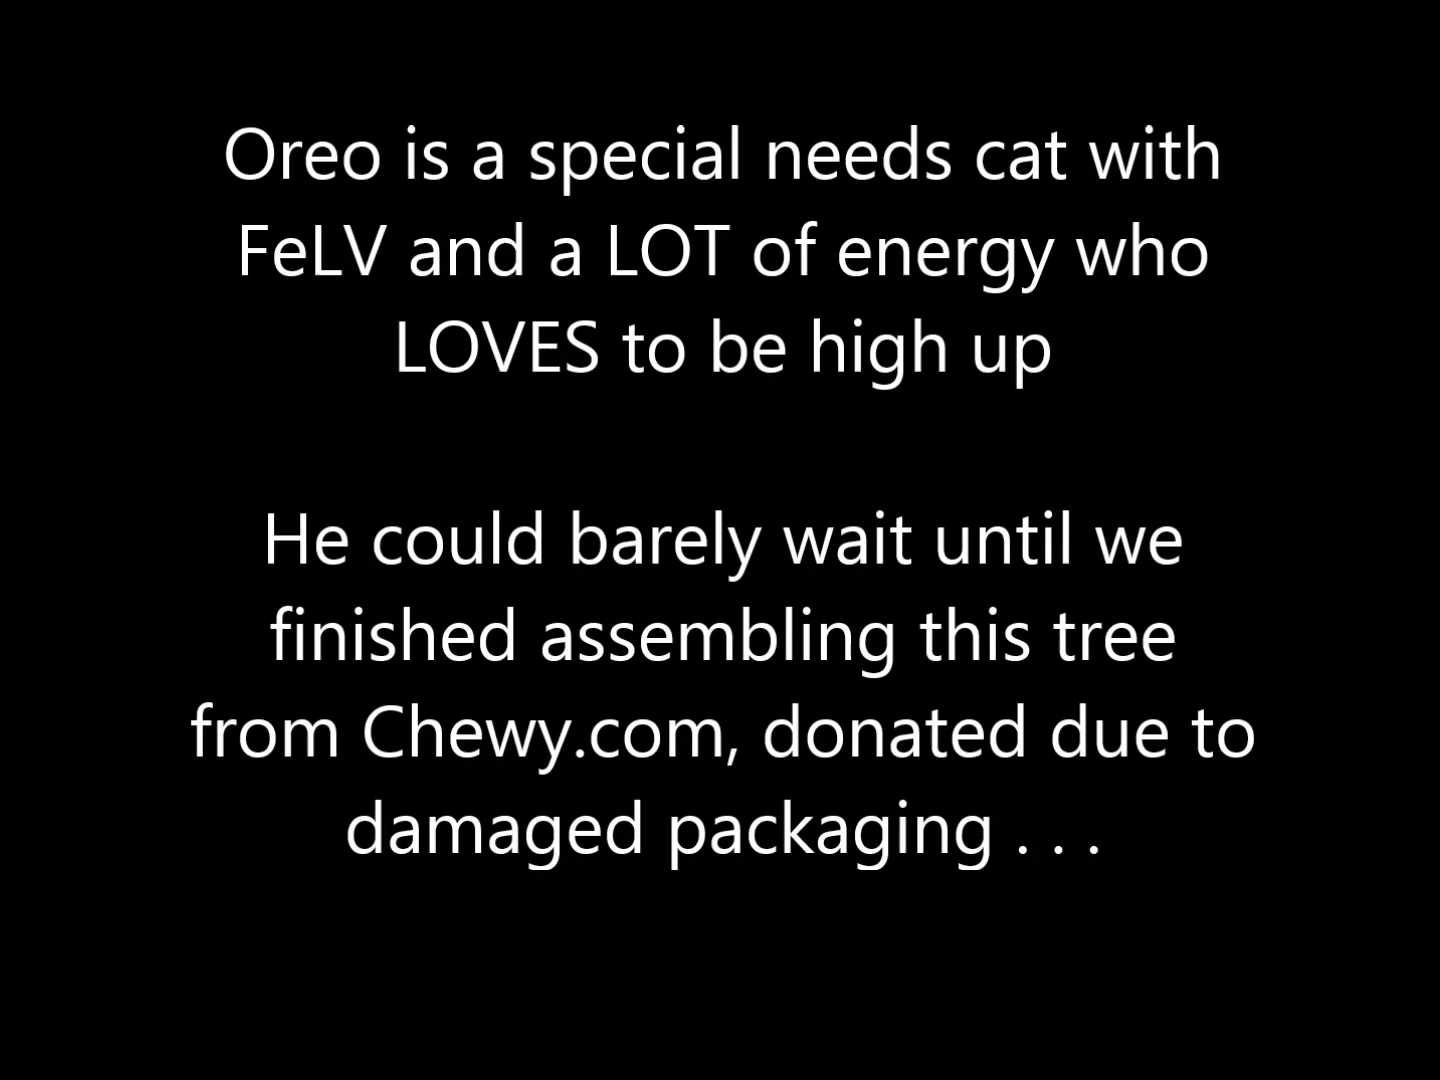 Oreo is a special needs cat with
FeLV and a LOT of energy who
LOVES to be high up
He could barely wait until we
finished assembling this tree
from Chewy.com, donated due to
damaged packaging . . .